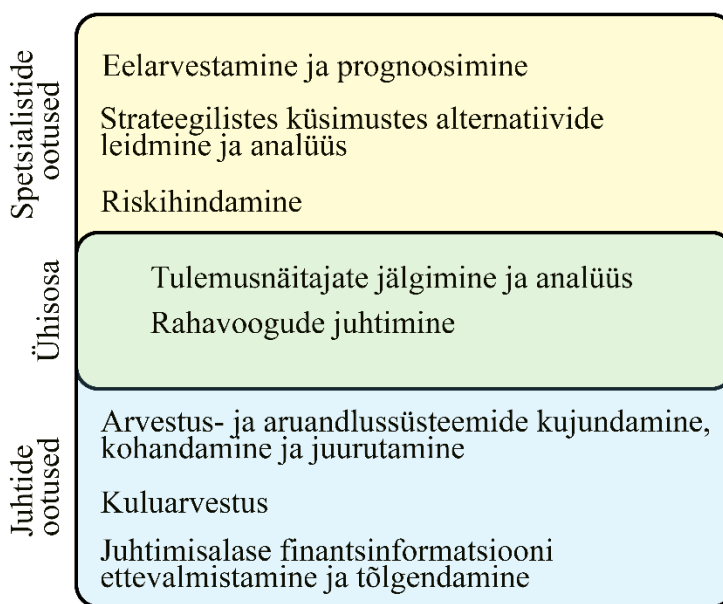 Spetsialistide
ootused
Eelarvestamine ja prognoosimine
Strateegilistes küsimustes alternatiivide
leidmine ja analüüs
Riskihindamine
Ühisosa
Tulemusnäitajate jälgimine ja analüüs
Rahavoogude juhtimine
Juhtide
ootused
Arvestus- ja aruandlussüsteemide kujundamine,
kohandamine ja juurutamine
Kuluarvestus
Juhtimisalase finantsinformatsiooni
ettevalmistamine ja tõlgendamine